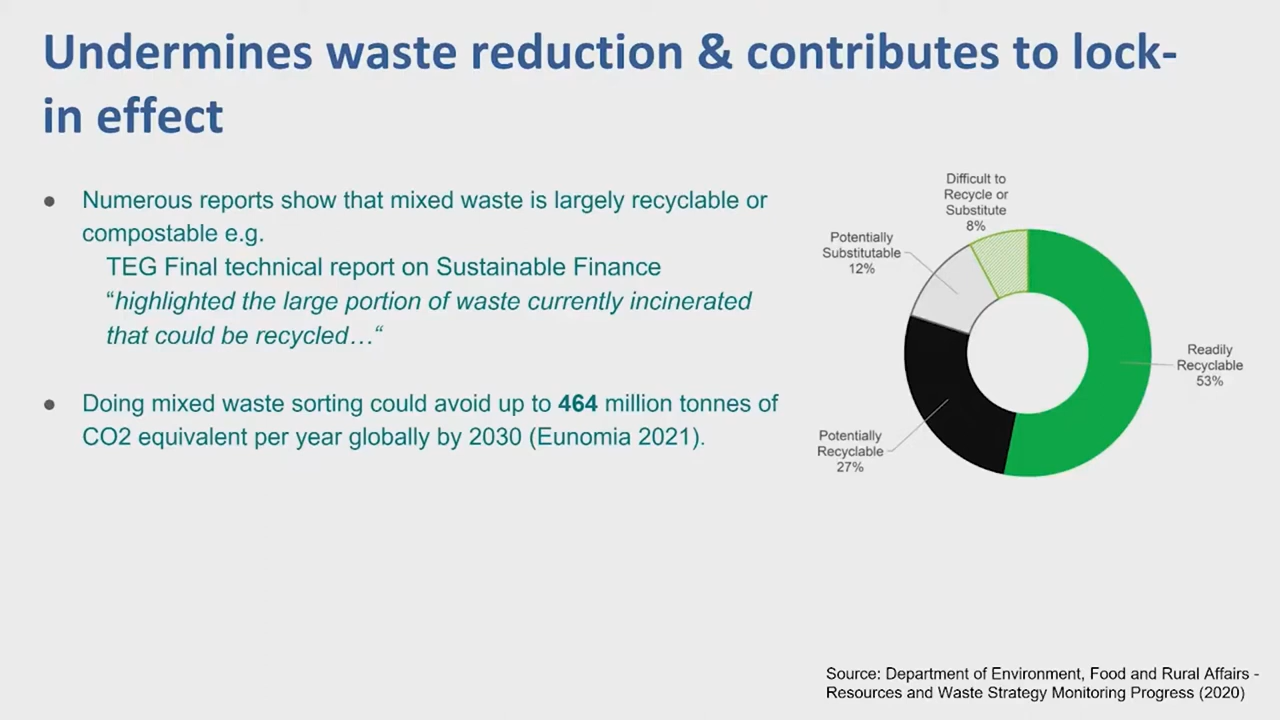 Undermines waste reduction & contributes to lock-
in effect
● Numerous reports show that mixed waste is largely recyclable or
compostable e.g.
TEG Final technical report on Sustainable Finance
“highlighted the large portion of waste currently incinerated
that could be recycled…“
● Doing mixed waste sorting could avoid up to 464 million tonnes of
CO2 equivalent per year globally by 2030 (Eunomia 2021).
Difficult to
Recycle or
Substitute
8%
Potentially
Substitutable
12%
Readily
Recyclable
53%
Potentially
Recyclable
27%
Source: Department of Environment, Food and Rural Affairs -
Resources and Waste Strategy Monitoring Progress (2020)